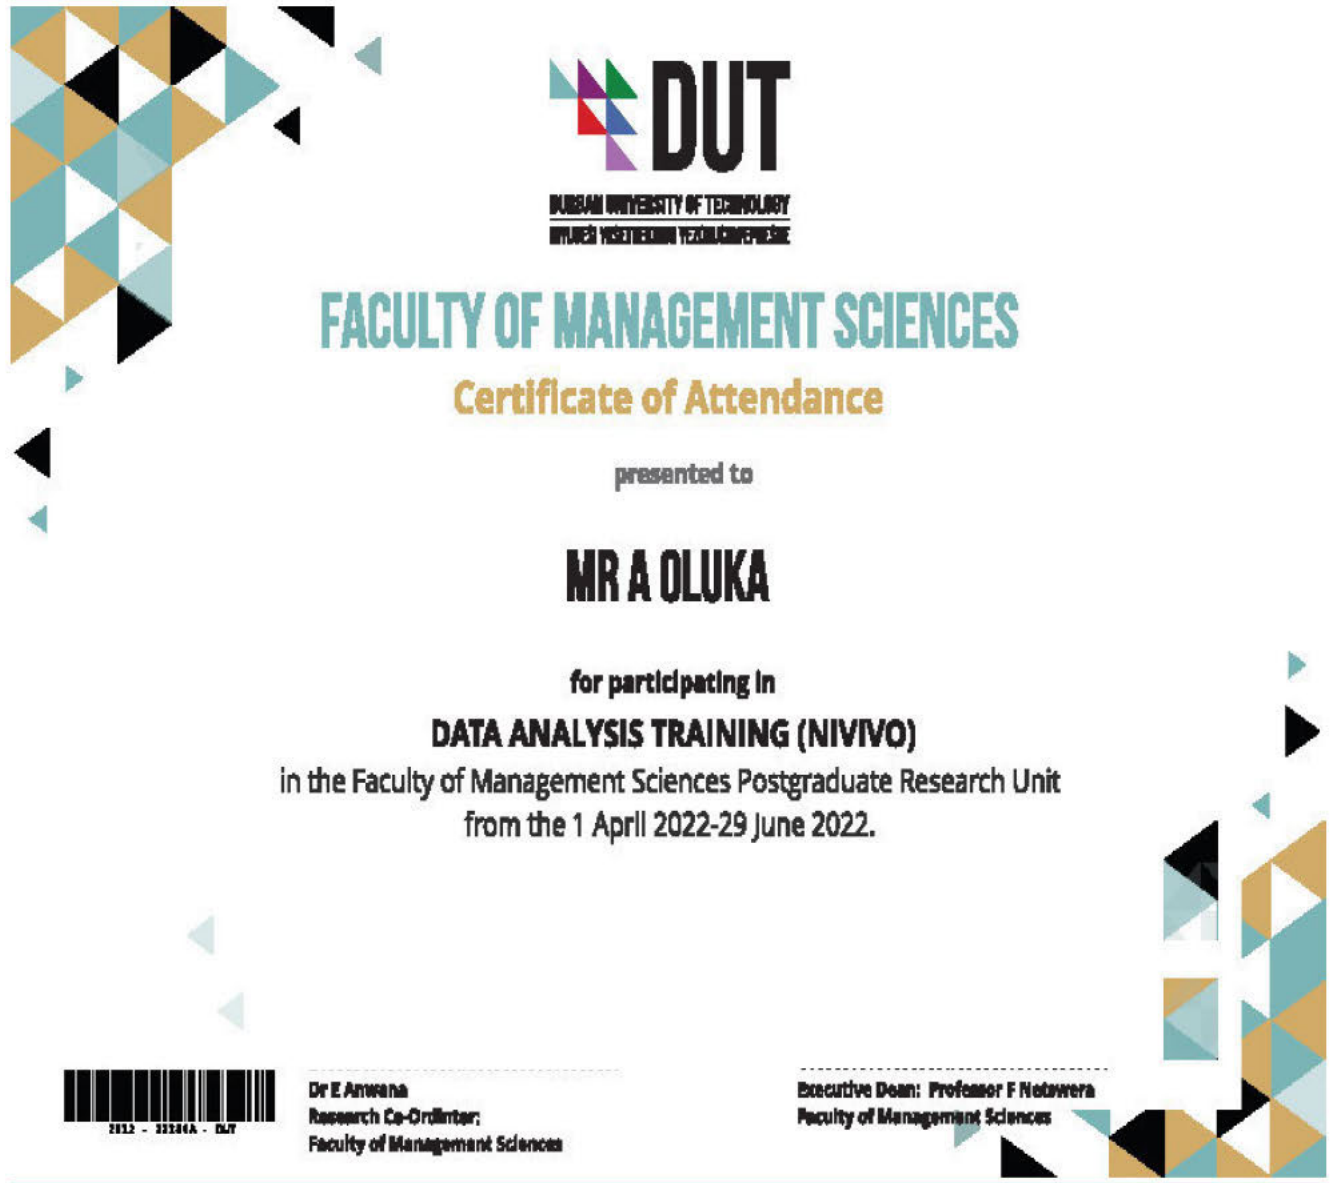 DUT
DURBAN UNIVERSITY OF TECHNOLOGY
FACULTY OF MANAGEMENT SCIENCES
Certificate of Attendance
presented to
MR A OLUKA
for participating in
DATA ANALYSIS TRAINING (NIVIVO)
in the Faculty of Management Sciences Postgraduate Research Unit
from the 1 April 2022-29 June 2022.
Dr E Anwana
Research Co-Ordinter:
Faculty of Management Sciences
Executive Dean: Professor F
Faculty of Management Sciences